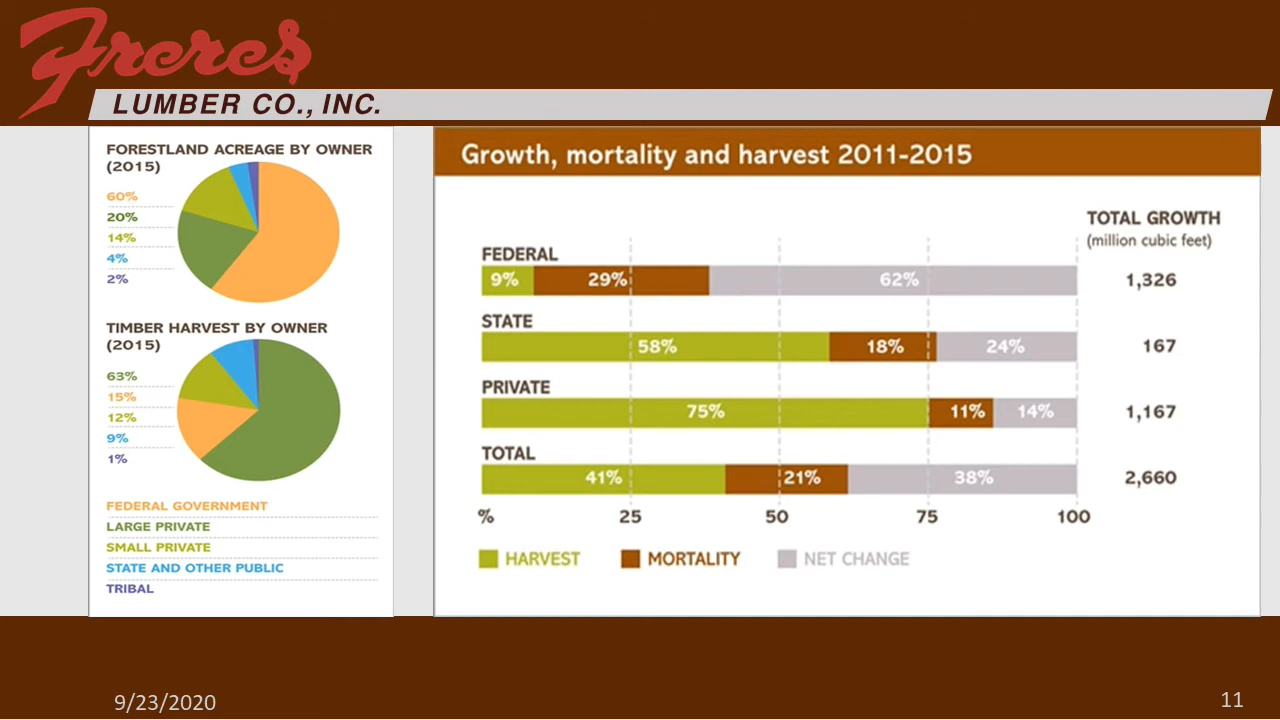 Freres
LUMBER CO., INC.
FORESTLAND ACREAGE BY OWNER
(2015)
60%
20%
14%
4%
2%
TIMBER HARVEST BY OWNER
(2015)
63%
15%
12%
9%
1%
FEDERAL GOVERNMENT
LARGE PRIVATE
SMALL PRIVATE
STATE AND OTHER PUBLIC
TRIBAL
Growth, mortality and harvest 2011-2015
TOTAL GROWTH
(million cubic feet)
FEDERAL
9% 29% 62% 1,326
STATE
58% 18% 24% 167
PRIVATE
75% 11% 14% 1,167
TOTAL
41% 21% 38% 2,660
% 25 50 75 100
HARVEST MORTALITY NET CHANGE
9/23/2020
11